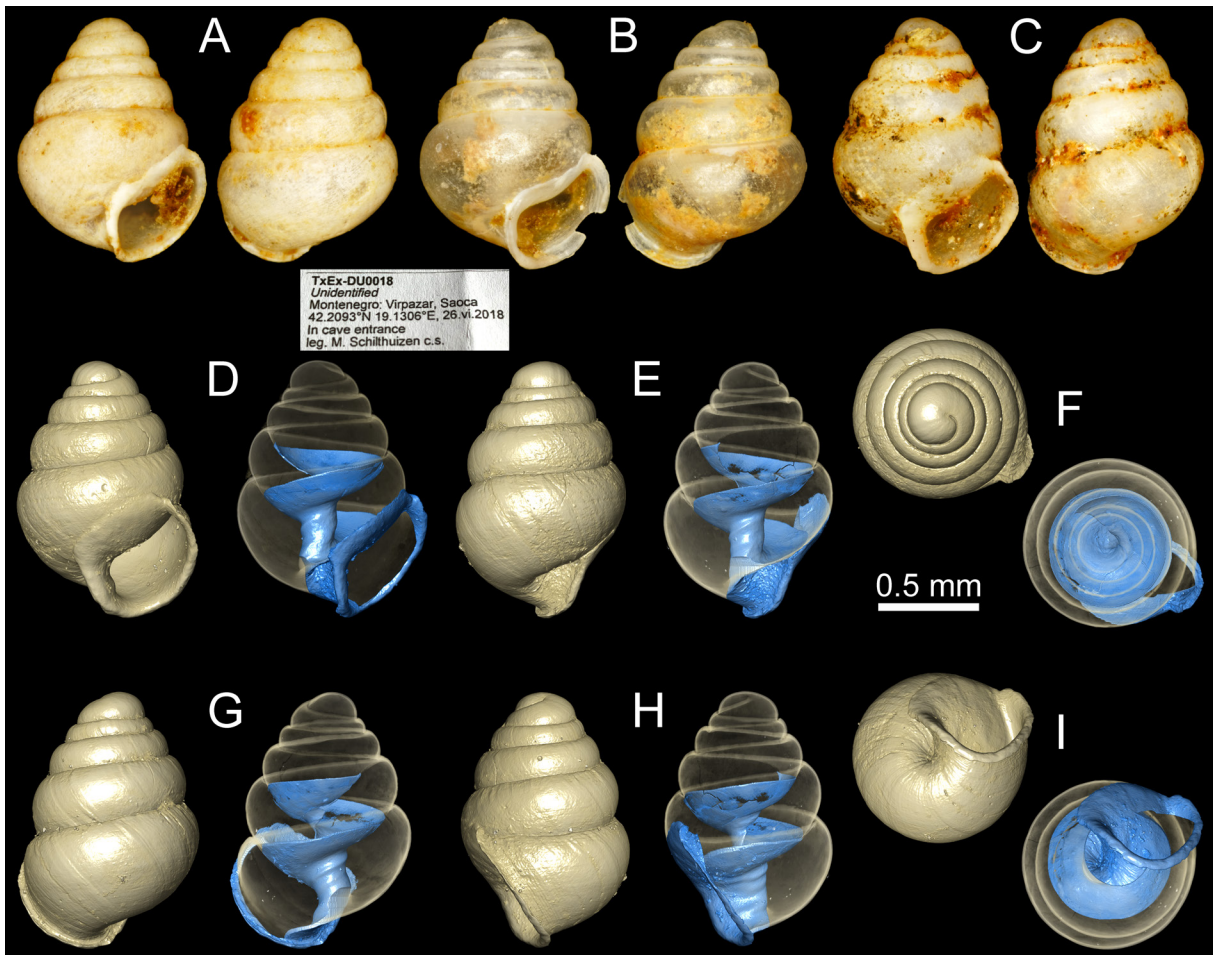 A
B
C
TxEx-DU0018
Unidentified
Montenegro: Virpazar, Saoca
42.2093°N 19.1306°E, 26.vi.2018
In cave entrance
leg. M. Schilthuizen c.s.
D
E
F
0.5 mm
G
H
I